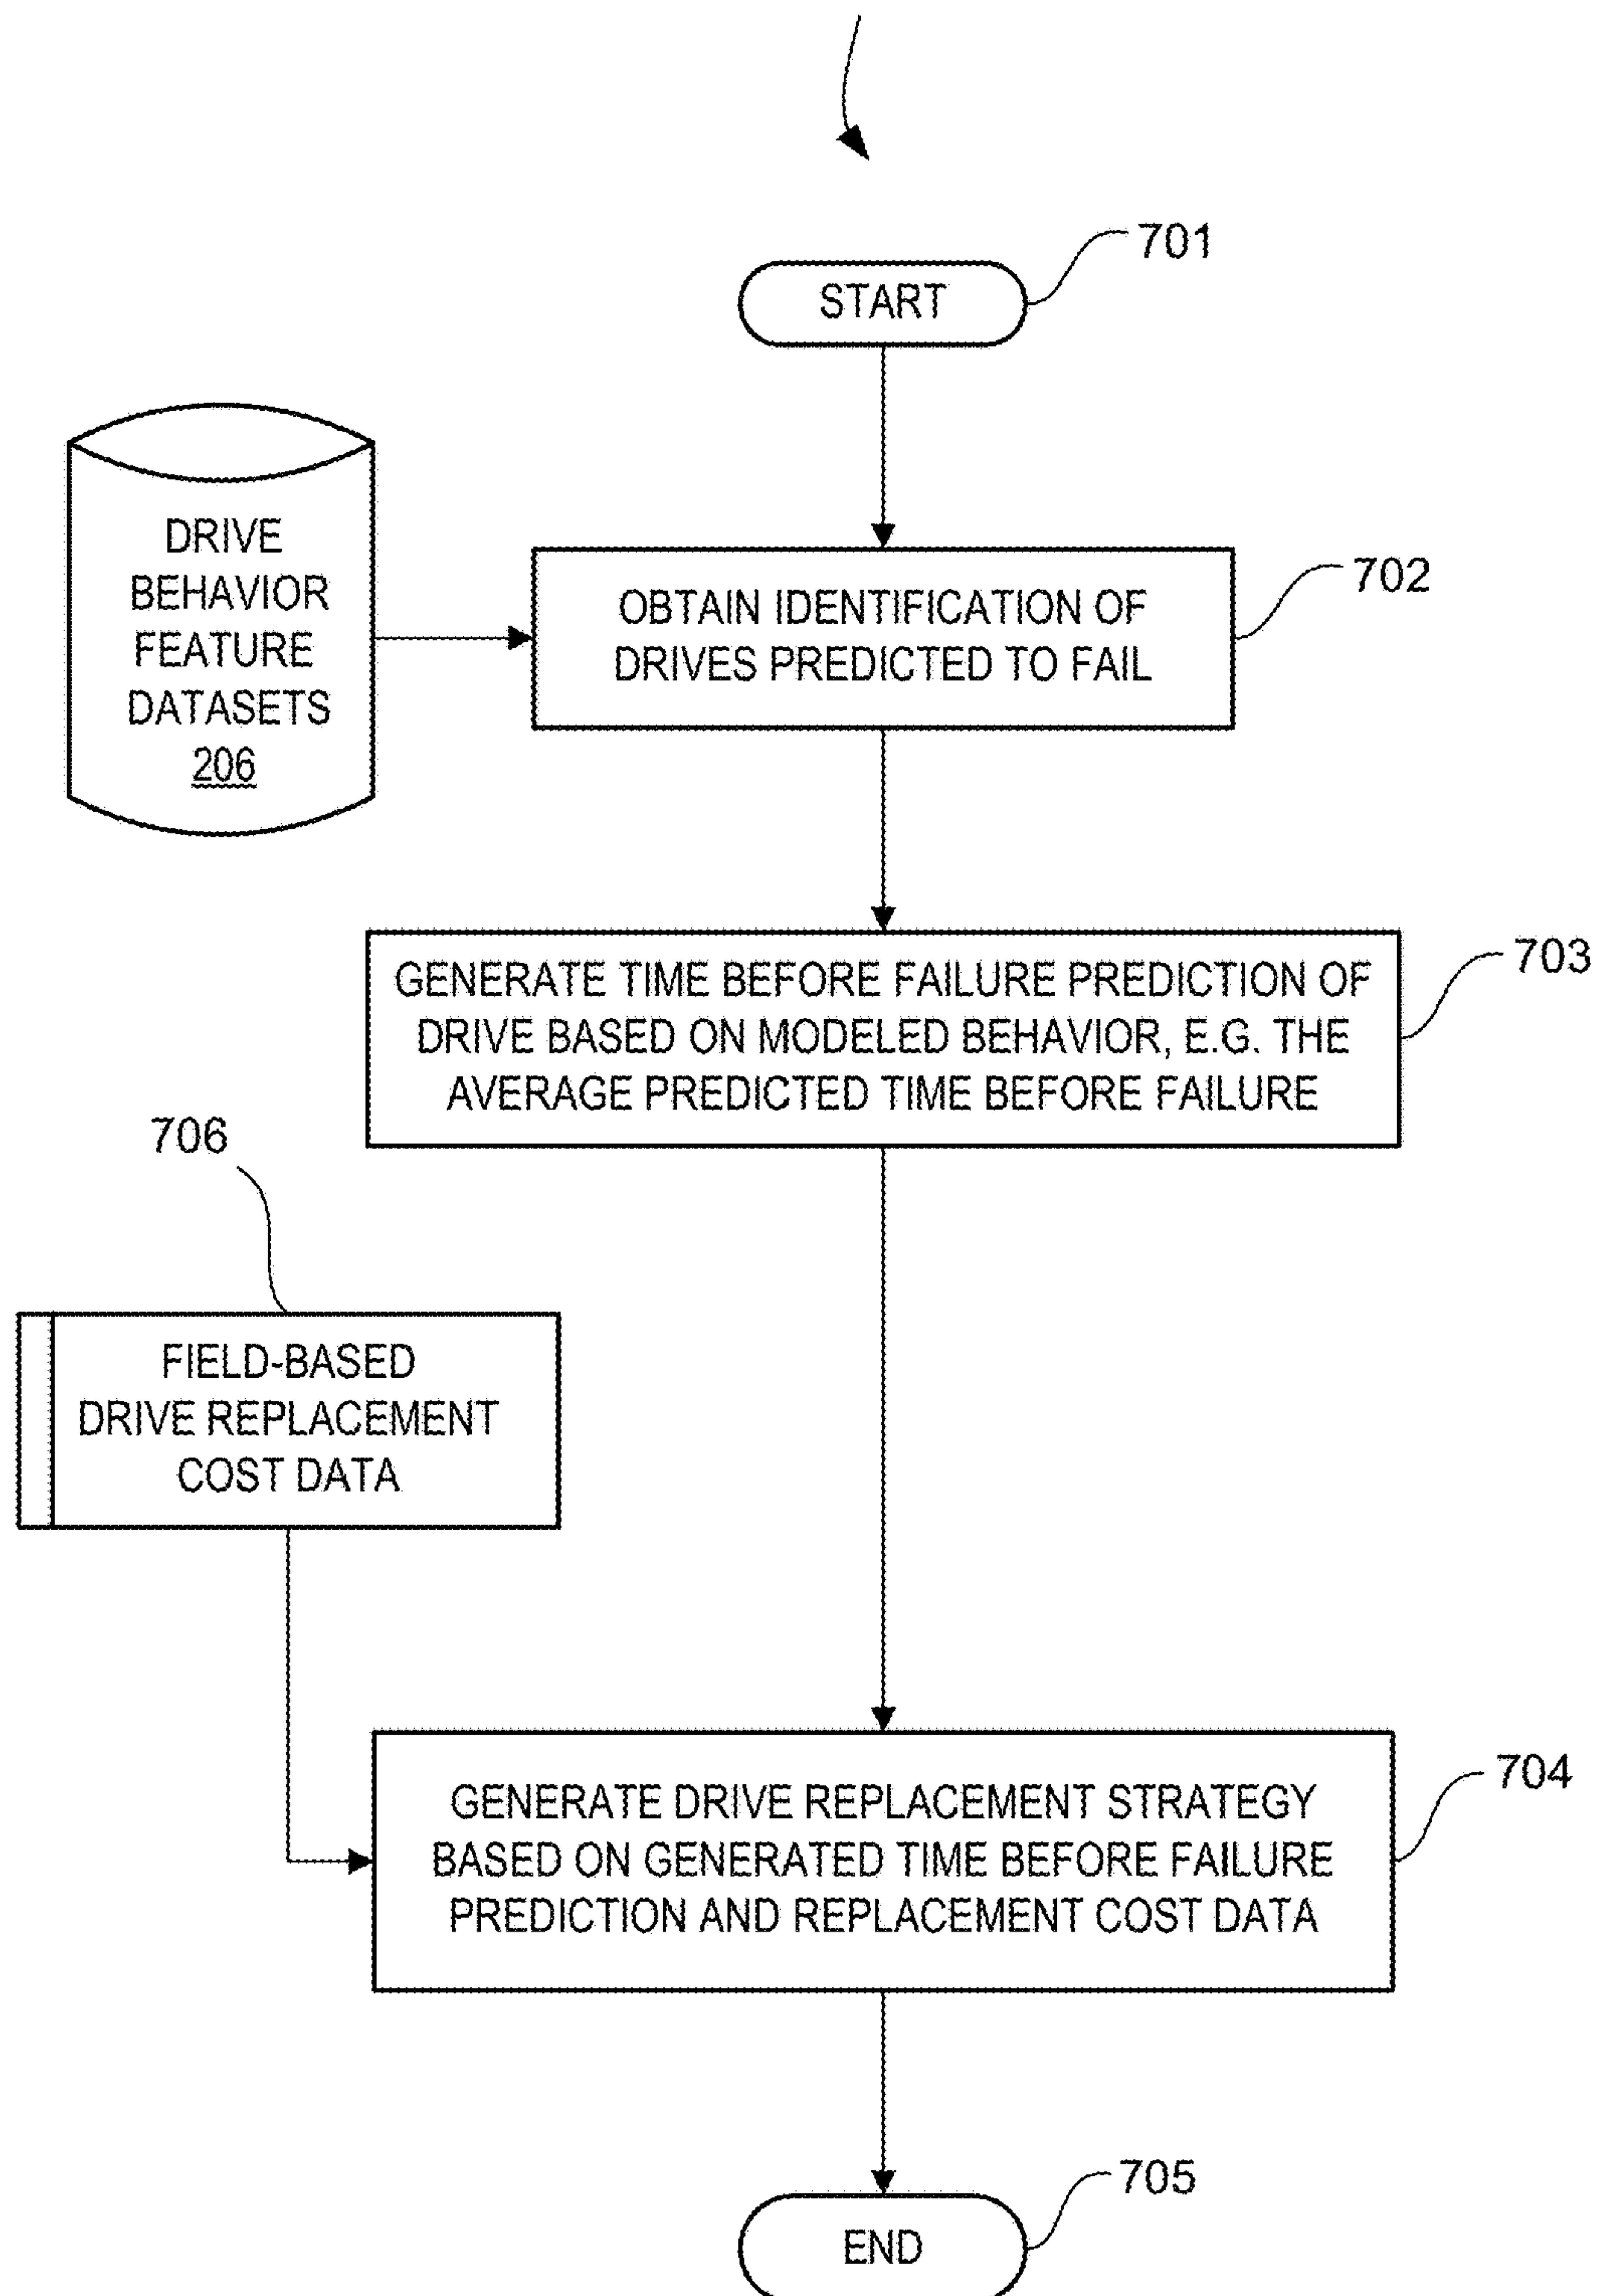 701
START
DRIVE
BEHAVIOR
FEATURE
DATASETS
206
702
OBTAIN IDENTIFICATION OF
DRIVES PREDICTED TO FAIL
703
GENERATE TIME BEFORE FAILURE PREDICTION OF
DRIVE BASED ON MODELED BEHAVIOR, E.G. THE
AVERAGE PREDICTED TIME BEFORE FAILURE
706
FIELD-BASED
DRIVE REPLACEMENT
COST DATA
704
GENERATE DRIVE REPLACEMENT STRATEGY
BASED ON GENERATED TIME BEFORE FAILURE
PREDICTION AND REPLACEMENT COST DATA
705
END